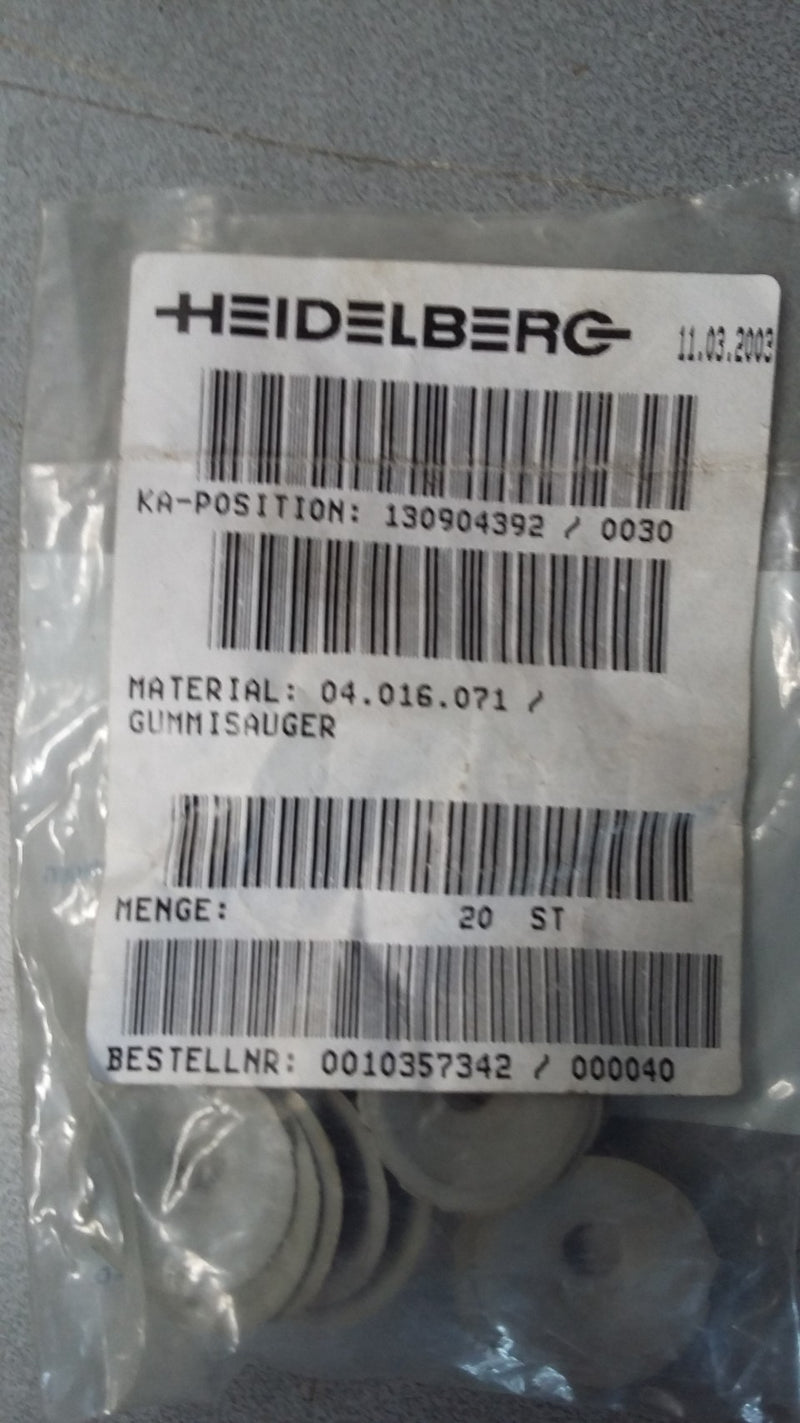 HEIDELBERG 11.03.2003
KA-POSITION: 130904392 / 0030
MATERIAL: 04.016.071 /
GUMMISAUGER
MENGE: 20 ST
BESTELLNR: 0010357342 / 000040